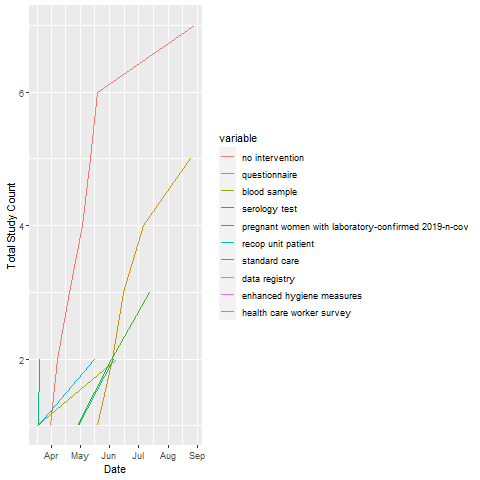 6
4
2
Total Study Count
Apr May Jun Jul Aug Sep
Date
variable
no intervention
questionnaire
blood sample
serology test
pregnant women with laboratory-confirmed 2019-n-cov
recop unit patient
standard care
data registry
enhanced hygiene measures
health care worker survey